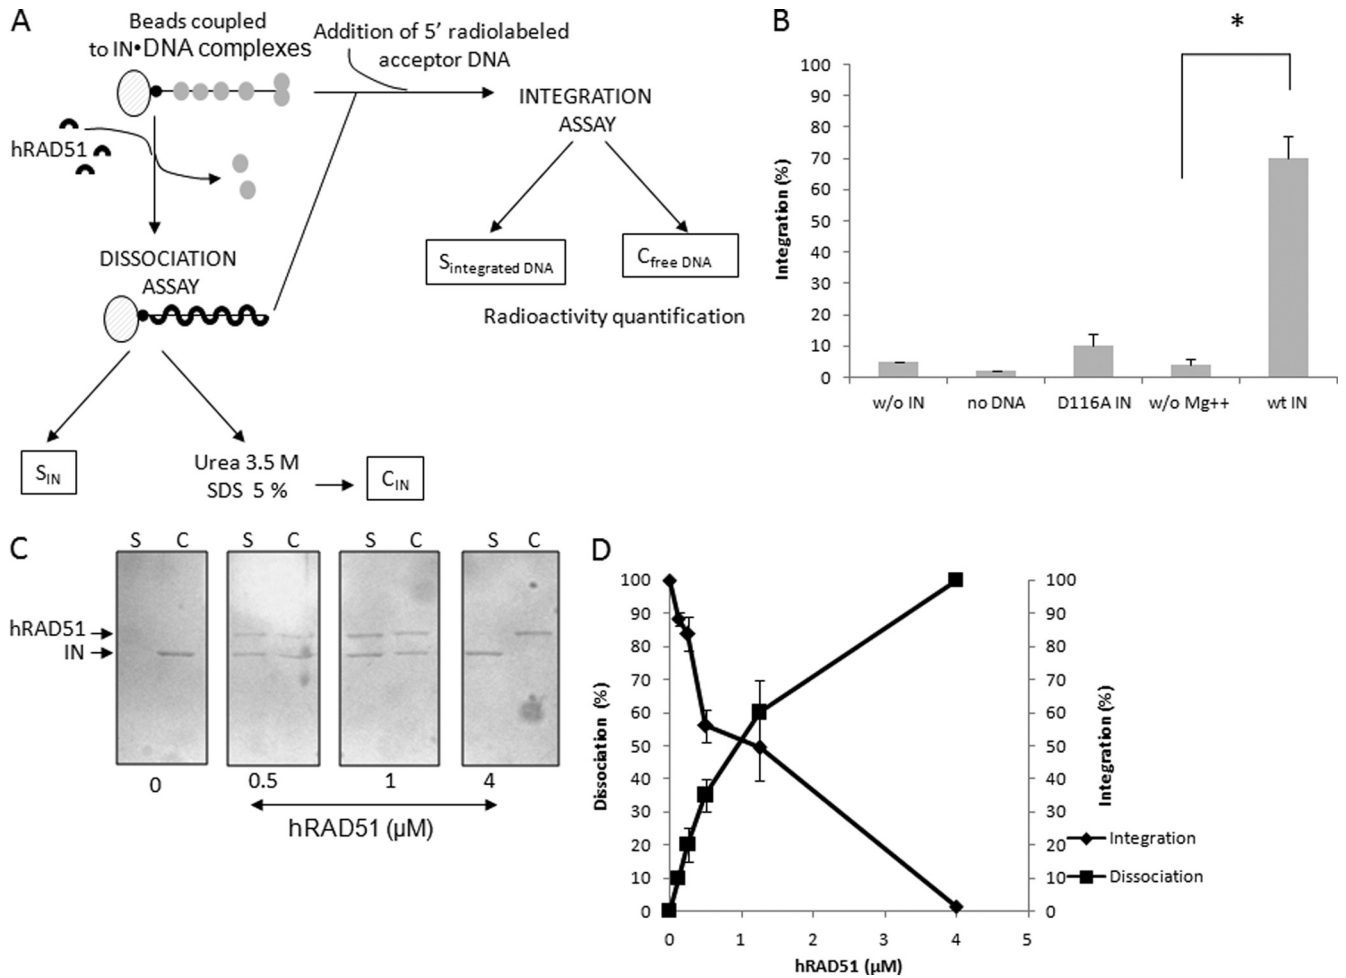 A
Beads coupled
to IN•DNA complexes
Addition of 5' radiolabeled
acceptor DNA
INTEGRATION
ASSAY
hRAD51
DISSOCIATION
ASSAY
S integrated DNA
C free DNA
Radioactivity quantification
S IN
Urea 3.5 M
SDS 5 %
C IN
B
*
Integration (%)
100
90
80
70
60
50
40
30
20
10
0
w/o IN
no DNA
D116A IN
w/o Mg++
wt IN
C
S C S C S C S C
hRAD51
IN
0 0.5 1 4
hRAD51 (µM)
D
Dissociation (%)
100
90
80
70
60
50
40
30
20
10
0
0 1 2 3 4 5
hRAD51 (µM)
Integration (%)
100
90
80
70
60
50
40
30
20
10
0
Integration
Dissociation